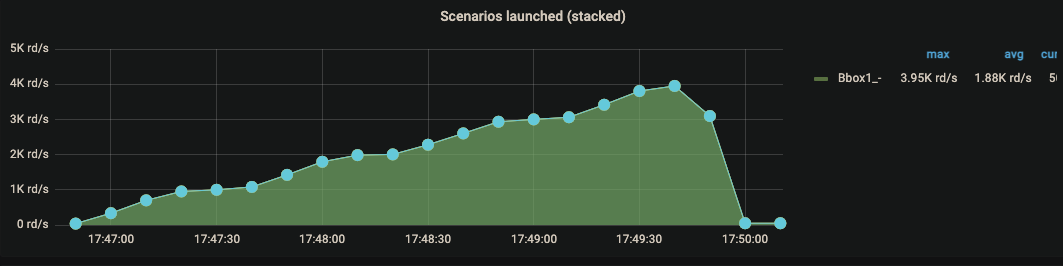 Scenarios launched (stacked)
5K rd/s
4K rd/s
3K rd/s
2K rd/s
1K rd/s
0 rd/s
17:47:00 17:47:30 17:48:00 17:48:30 17:49:00 17:49:30 17:50:00
max avg
Bbox1_- 3.95K rd/s 1.88K rd/s